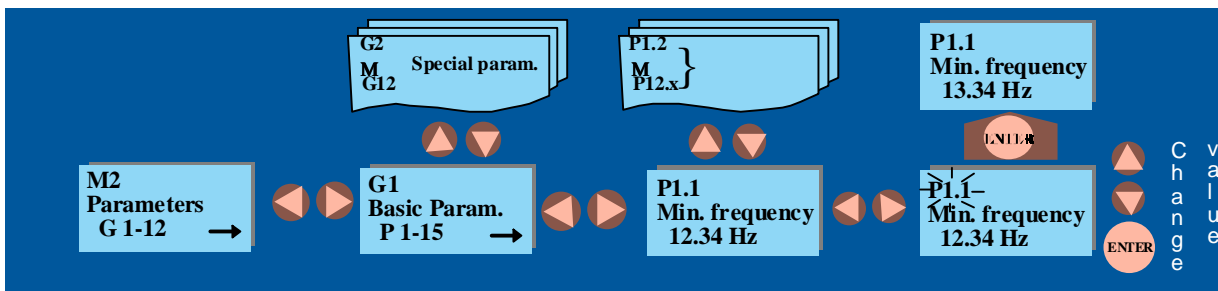 G2
M
G12
Special param.
P1.2
M
P12.x
}
P1.1
Min. frequency
13.34 Hz
ENTER
M2
Parameters
G 1-12
G1
Basic Param.
P 1-15
P1.1
Min. frequency
12.34 Hz
P1.1
Min. frequency
12.34 Hz
ENTER
Change
value